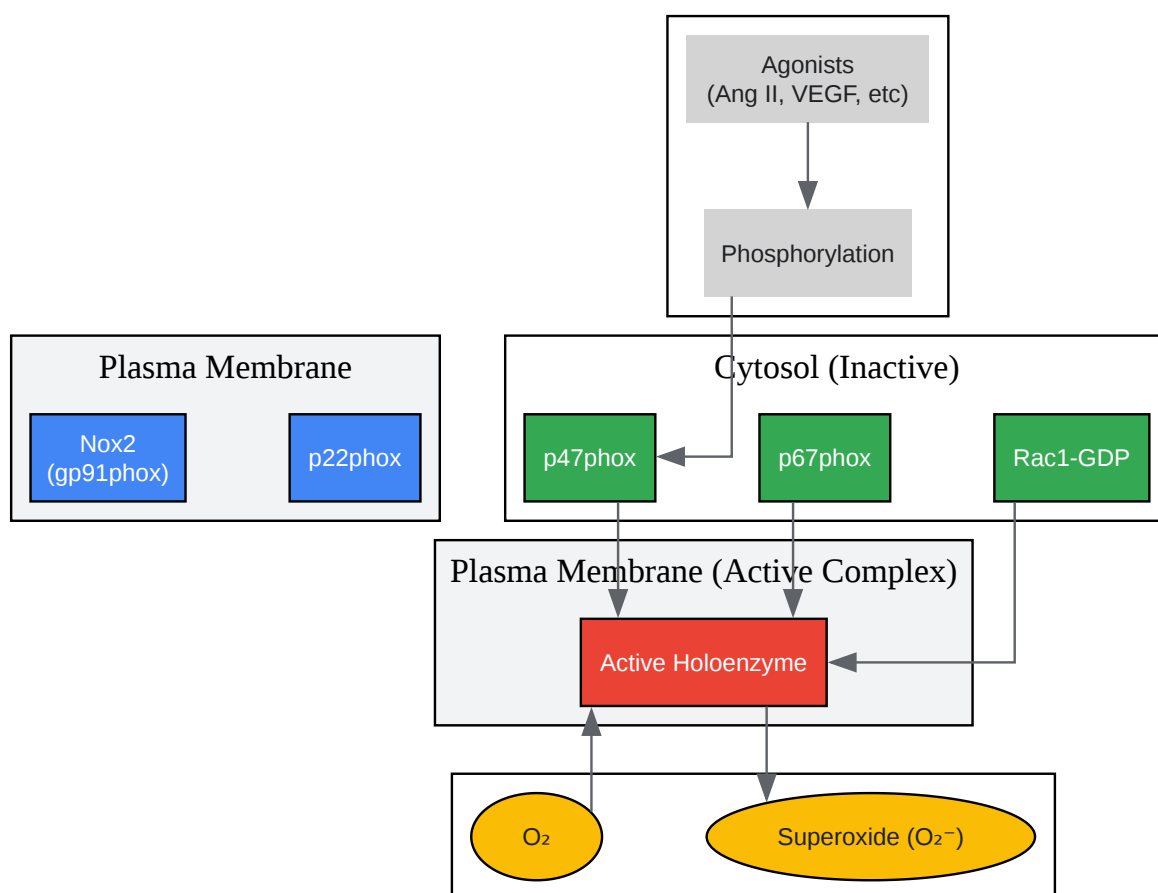 Agonists
(Ang II, VEGF, etc)
Phosphorylation
Plasma Membrane
Nox2
(gp91phox)
p22phox
Cytosol (Inactive)
p47phox
p67phox
Rac1-GDP
Plasma Membrane (Active Complex)
Active Holoenzyme
O₂
Superoxide (O₂⁻)